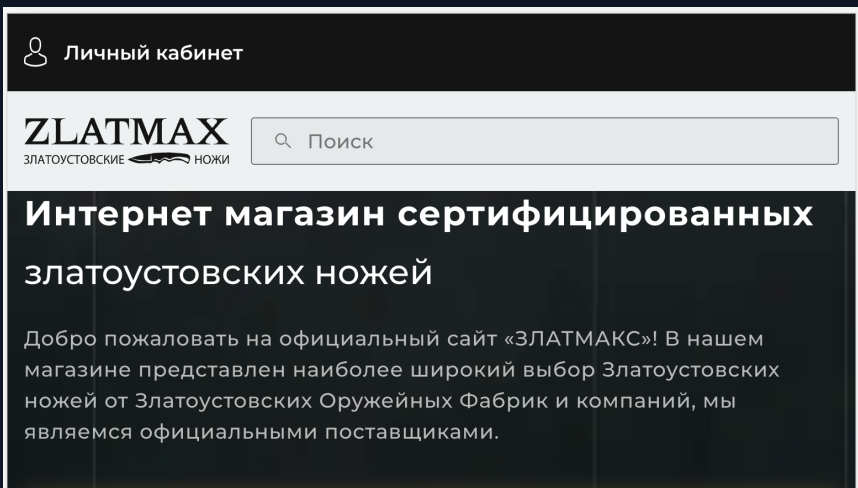 Личный кабинет
ZLATMAX
ЗЛАТОУСТОВСКИЕ НОЖИ
Поиск
Интернет магазин сертифицированных
златоустовских ножей
Добро пожаловать на официальный сайт «ЗЛАТМАКС»! В нашем
магазине представлен наиболее широкий выбор Златоустовских
ножей от Златоустовских Оружейных Фабрик и компаний, мы
являемся официальными поставщиками.